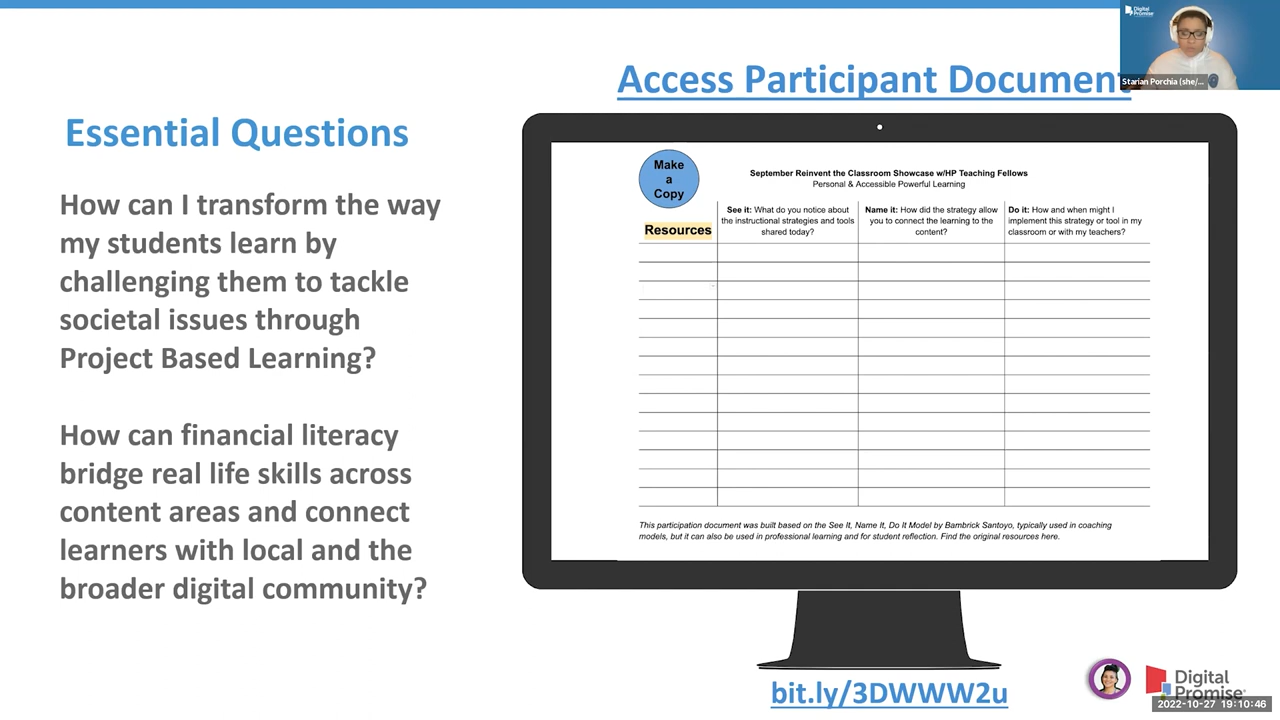 Digital
Promise
Starian Porchia (she/...
Access Participant Document
Essential Questions
How can I transform the way
my students learn by
challenging them to tackle
societal issues through
Project Based Learning?
How can financial literacy
bridge real life skills across
content areas and connect
learners with local and the
broader digital community?
Make
a
Copy
September Reinvent the Classroom Showcase w/HP Teaching Fellows
Personal & Accessible Powerful Learning
Resources
See it: What do you notice about
the instructional strategies and tools
shared today?
Name it: How did the strategy allow
you to connect the learning to the
content?
Do it: How and when might I
implement this strategy or tool in my
classroom or with my teachers?
This participation document was built based on the See It, Name It, Do It Model by Bambrick Santoyo, typically used in coaching
models, but it can also be used in professional learning and for student reflection. Find the original resources here.
bit.ly/3DWWW2u
Digital
Promise
2022-10-27 19:10:46